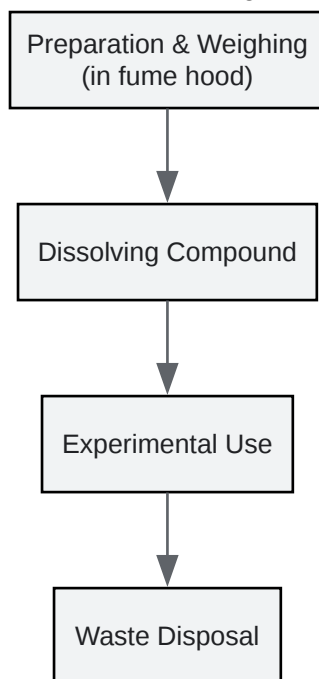 Preparation & Weighing
(in fume hood)
Dissolving Compound
Experimental Use
Waste Disposal